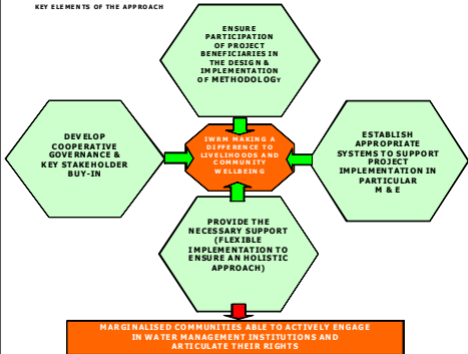 KEY ELEMENTS OF THE APPROACH
ENSURE
PARTICIPATION
OF PROJECT
BENEFICIARIES IN
THE DESIGN &
IMPLEMENTATION
OF METHODOLOGY
DEVELOP
COOPERATIVE
GOVERNANCE &
KEY STAKEHOLDER
BUY-IN
IWRM MAKING A
DIFFERENCE TO
LIVELIHOODS AND
COMMUNITY
WELLBEING
ESTABLISH
APPROPRIATE
SYSTEMS TO SUPPORT
PROJECT
IMPLEMENTATION IN
PARTICULAR
M & E
PROVIDE THE
NECESSARY SUPPORT
(FLEXIBLE
IMPLEMENTATION TO
ENSURE AN HOLISTIC
APPROACH)
MARGINALISED COMMUNITIES ABLE TO ACTIVELY ENGAGE
IN WATER MANAGEMENT INSTITUTIONS AND
ARTICULATE THEIR RIGHTS